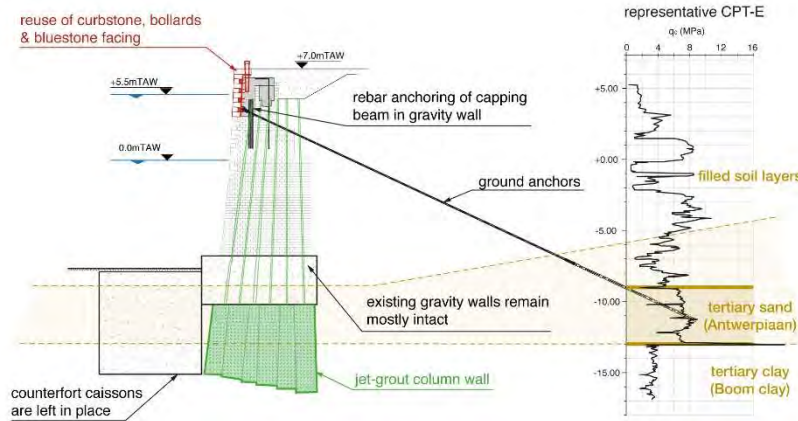 reuse of curbstone, bollards
& bluestone facing
+7.0mTAW
+5.5mTAW
0.0mTAW
rebar anchoring of capping
beam in gravity wall
ground anchors
existing gravity walls remain
mostly intact
jet-grout column wall
counterfort caissons
are left in place
representative CPT-E
qc (MPa)
0 4 8 12 16
+5.00
+0.00
-5.00
-10.00
-15.00
filled soil layers
tertiary sand
(Antwerpiaan)
tertiary clay
(Boom clay)